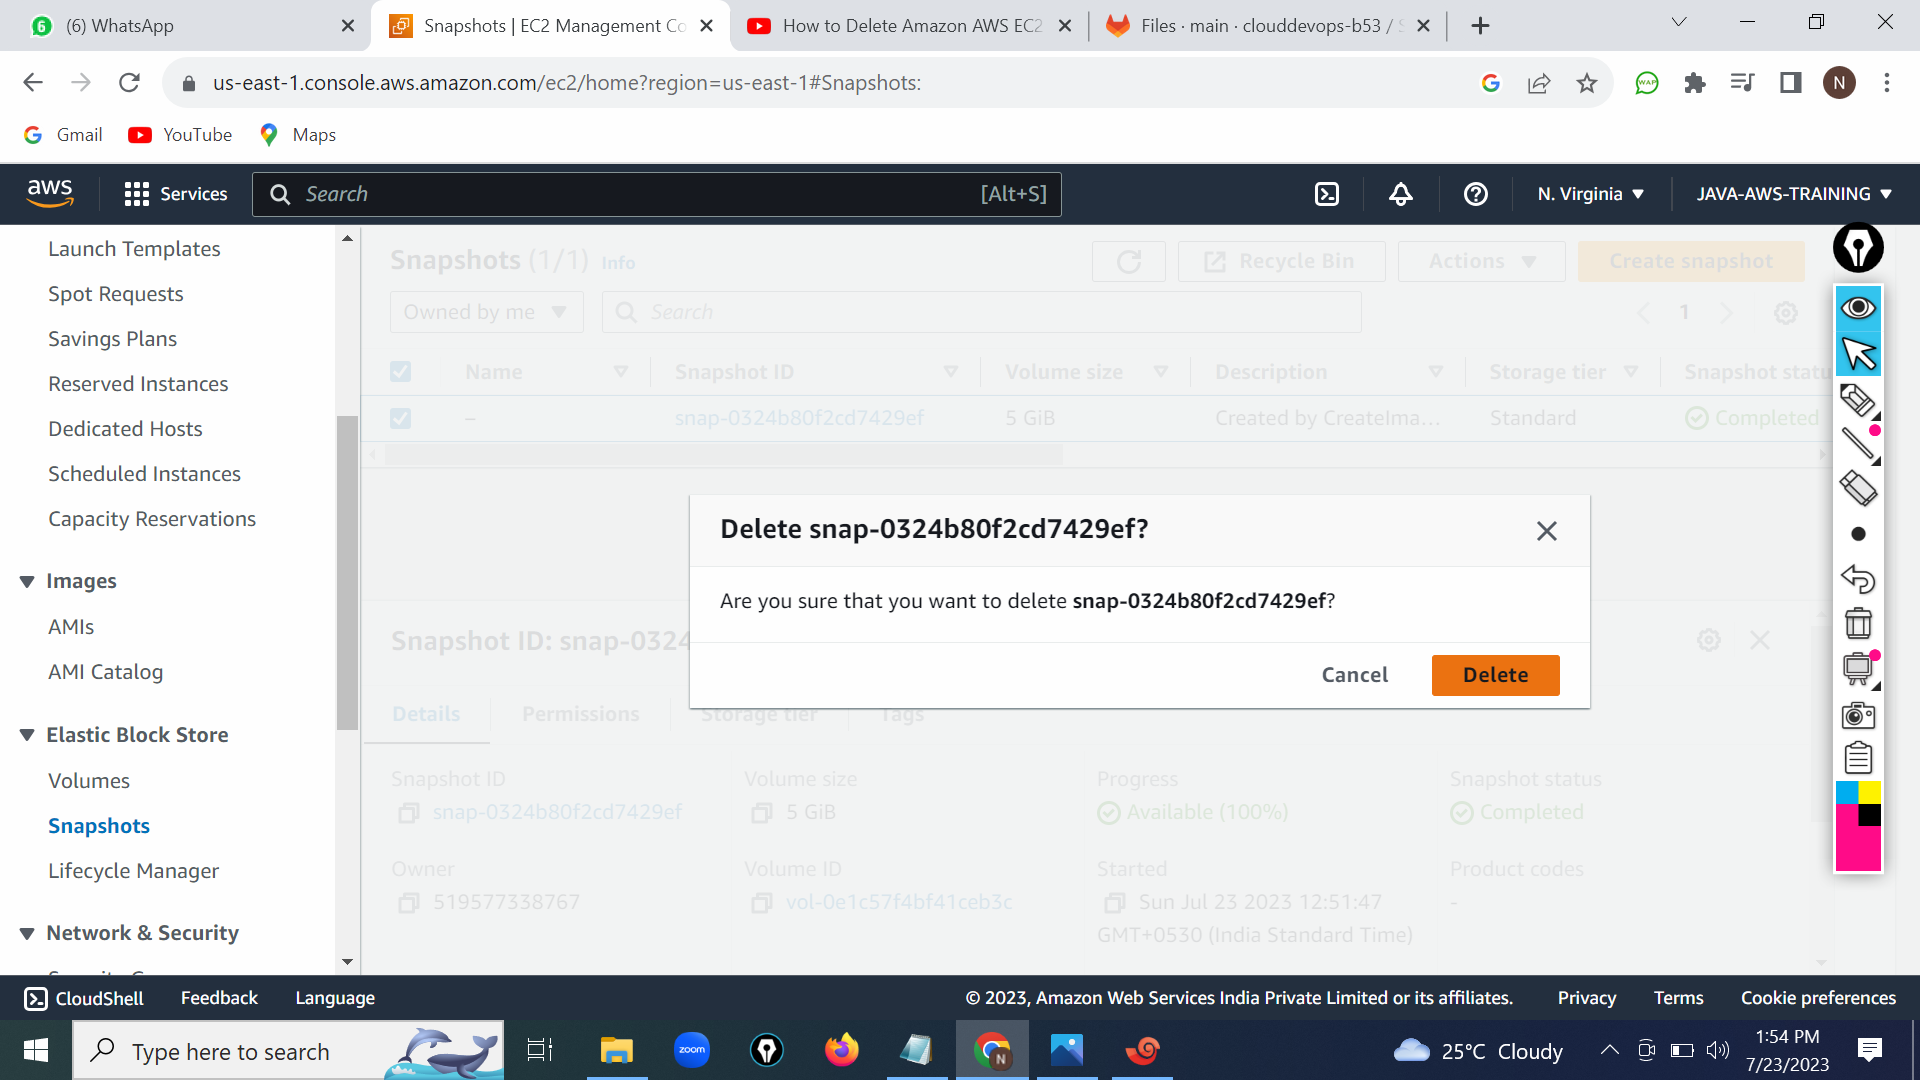 (6) WhatsApp
Snapshots | EC2 Management Co
How to Delete Amazon AWS EC2
Files · main · clouddevops-b53 / S
us-east-1.console.aws.amazon.com/ec2/home?region=us-east-1#Snapshots:
N
Gmail
YouTube
Maps
aws
Services
Search
[Alt+S]
N. Virginia
JAVA-AWS-TRAINING
Launch Templates
Spot Requests
Savings Plans
Reserved Instances
Dedicated Hosts
Scheduled Instances
Capacity Reservations
Images
AMIs
AMI Catalog
Elastic Block Store
Volumes
Snapshots
Lifecycle Manager
Network & Security
Snapshots (1/1) Info
Recycle Bin
Actions
Create snapshot
Owned by me
Search
1
Name
Snapshot ID
Volume size
Description
Storage tier
Snapshot statu
–
snap-0324b80f2cd7429ef
5 GiB
Created by CreateIma...
Standard
Completed
Delete snap-0324b80f2cd7429ef?
Are you sure that you want to delete snap-0324b80f2cd7429ef?
Cancel
Delete
Snapshot ID: snap-0324
Details
Permissions
Storage tier
Tags
Snapshot ID
snap-0324b80f2cd7429ef
Volume size
5 GiB
Progress
Available (100%)
Snapshot status
Completed
Owner
519577338767
Volume ID
vol-0e1c57f4bf41ceb3c
Started
Sun Jul 23 2023 12:51:47
GMT+0530 (India Standard Time)
Product codes
-
CloudShell
Feedback
Language
© 2023, Amazon Web Services India Private Limited or its affiliates.
Privacy
Terms
Cookie preferences
Type here to search
zoom
N
25°C Cloudy
1:54 PM
7/23/2023